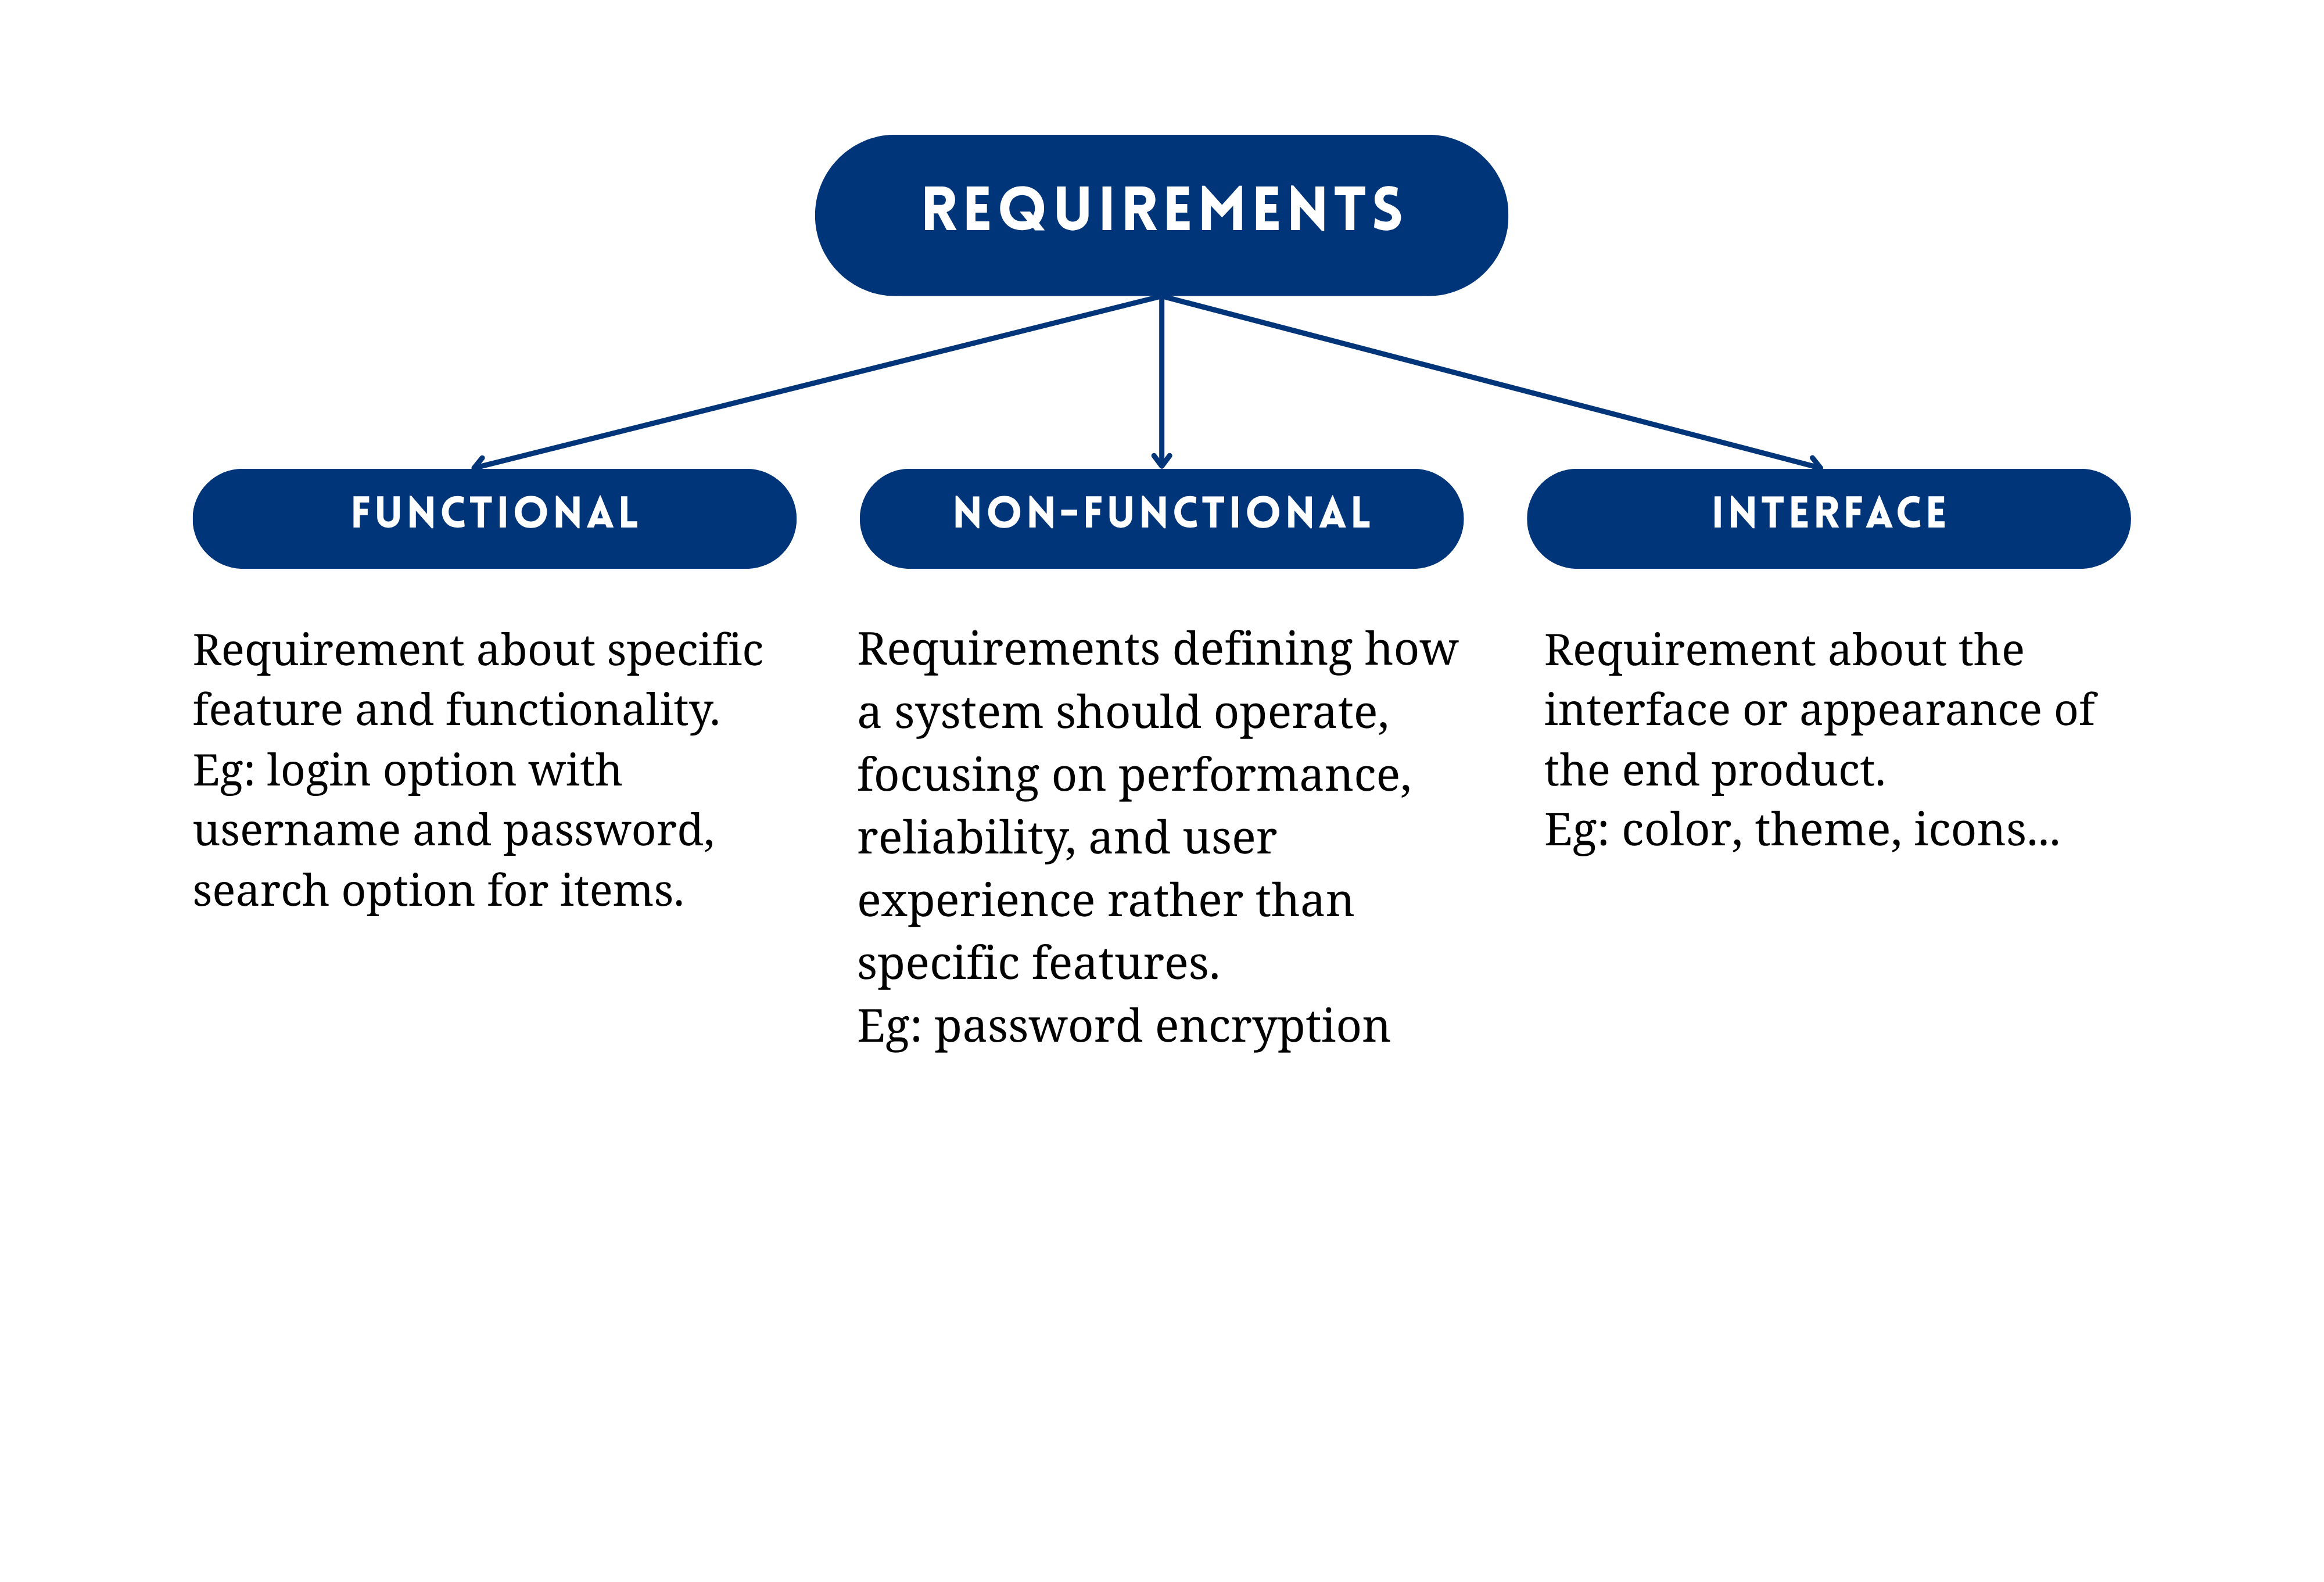 REQUIREMENTS
FUNCTIONAL
NON-FUNCTIONAL
INTERFACE
Requirement about specific
feature and functionality.
Eg: login option with
username and password,
search option for items.
Requirements defining how
a system should operate,
focusing on performance,
reliability, and user
experience rather than
specific features.
Eg: password encryption
Requirement about the
interface or appearance of
the end product.
Eg: color, theme, icons...